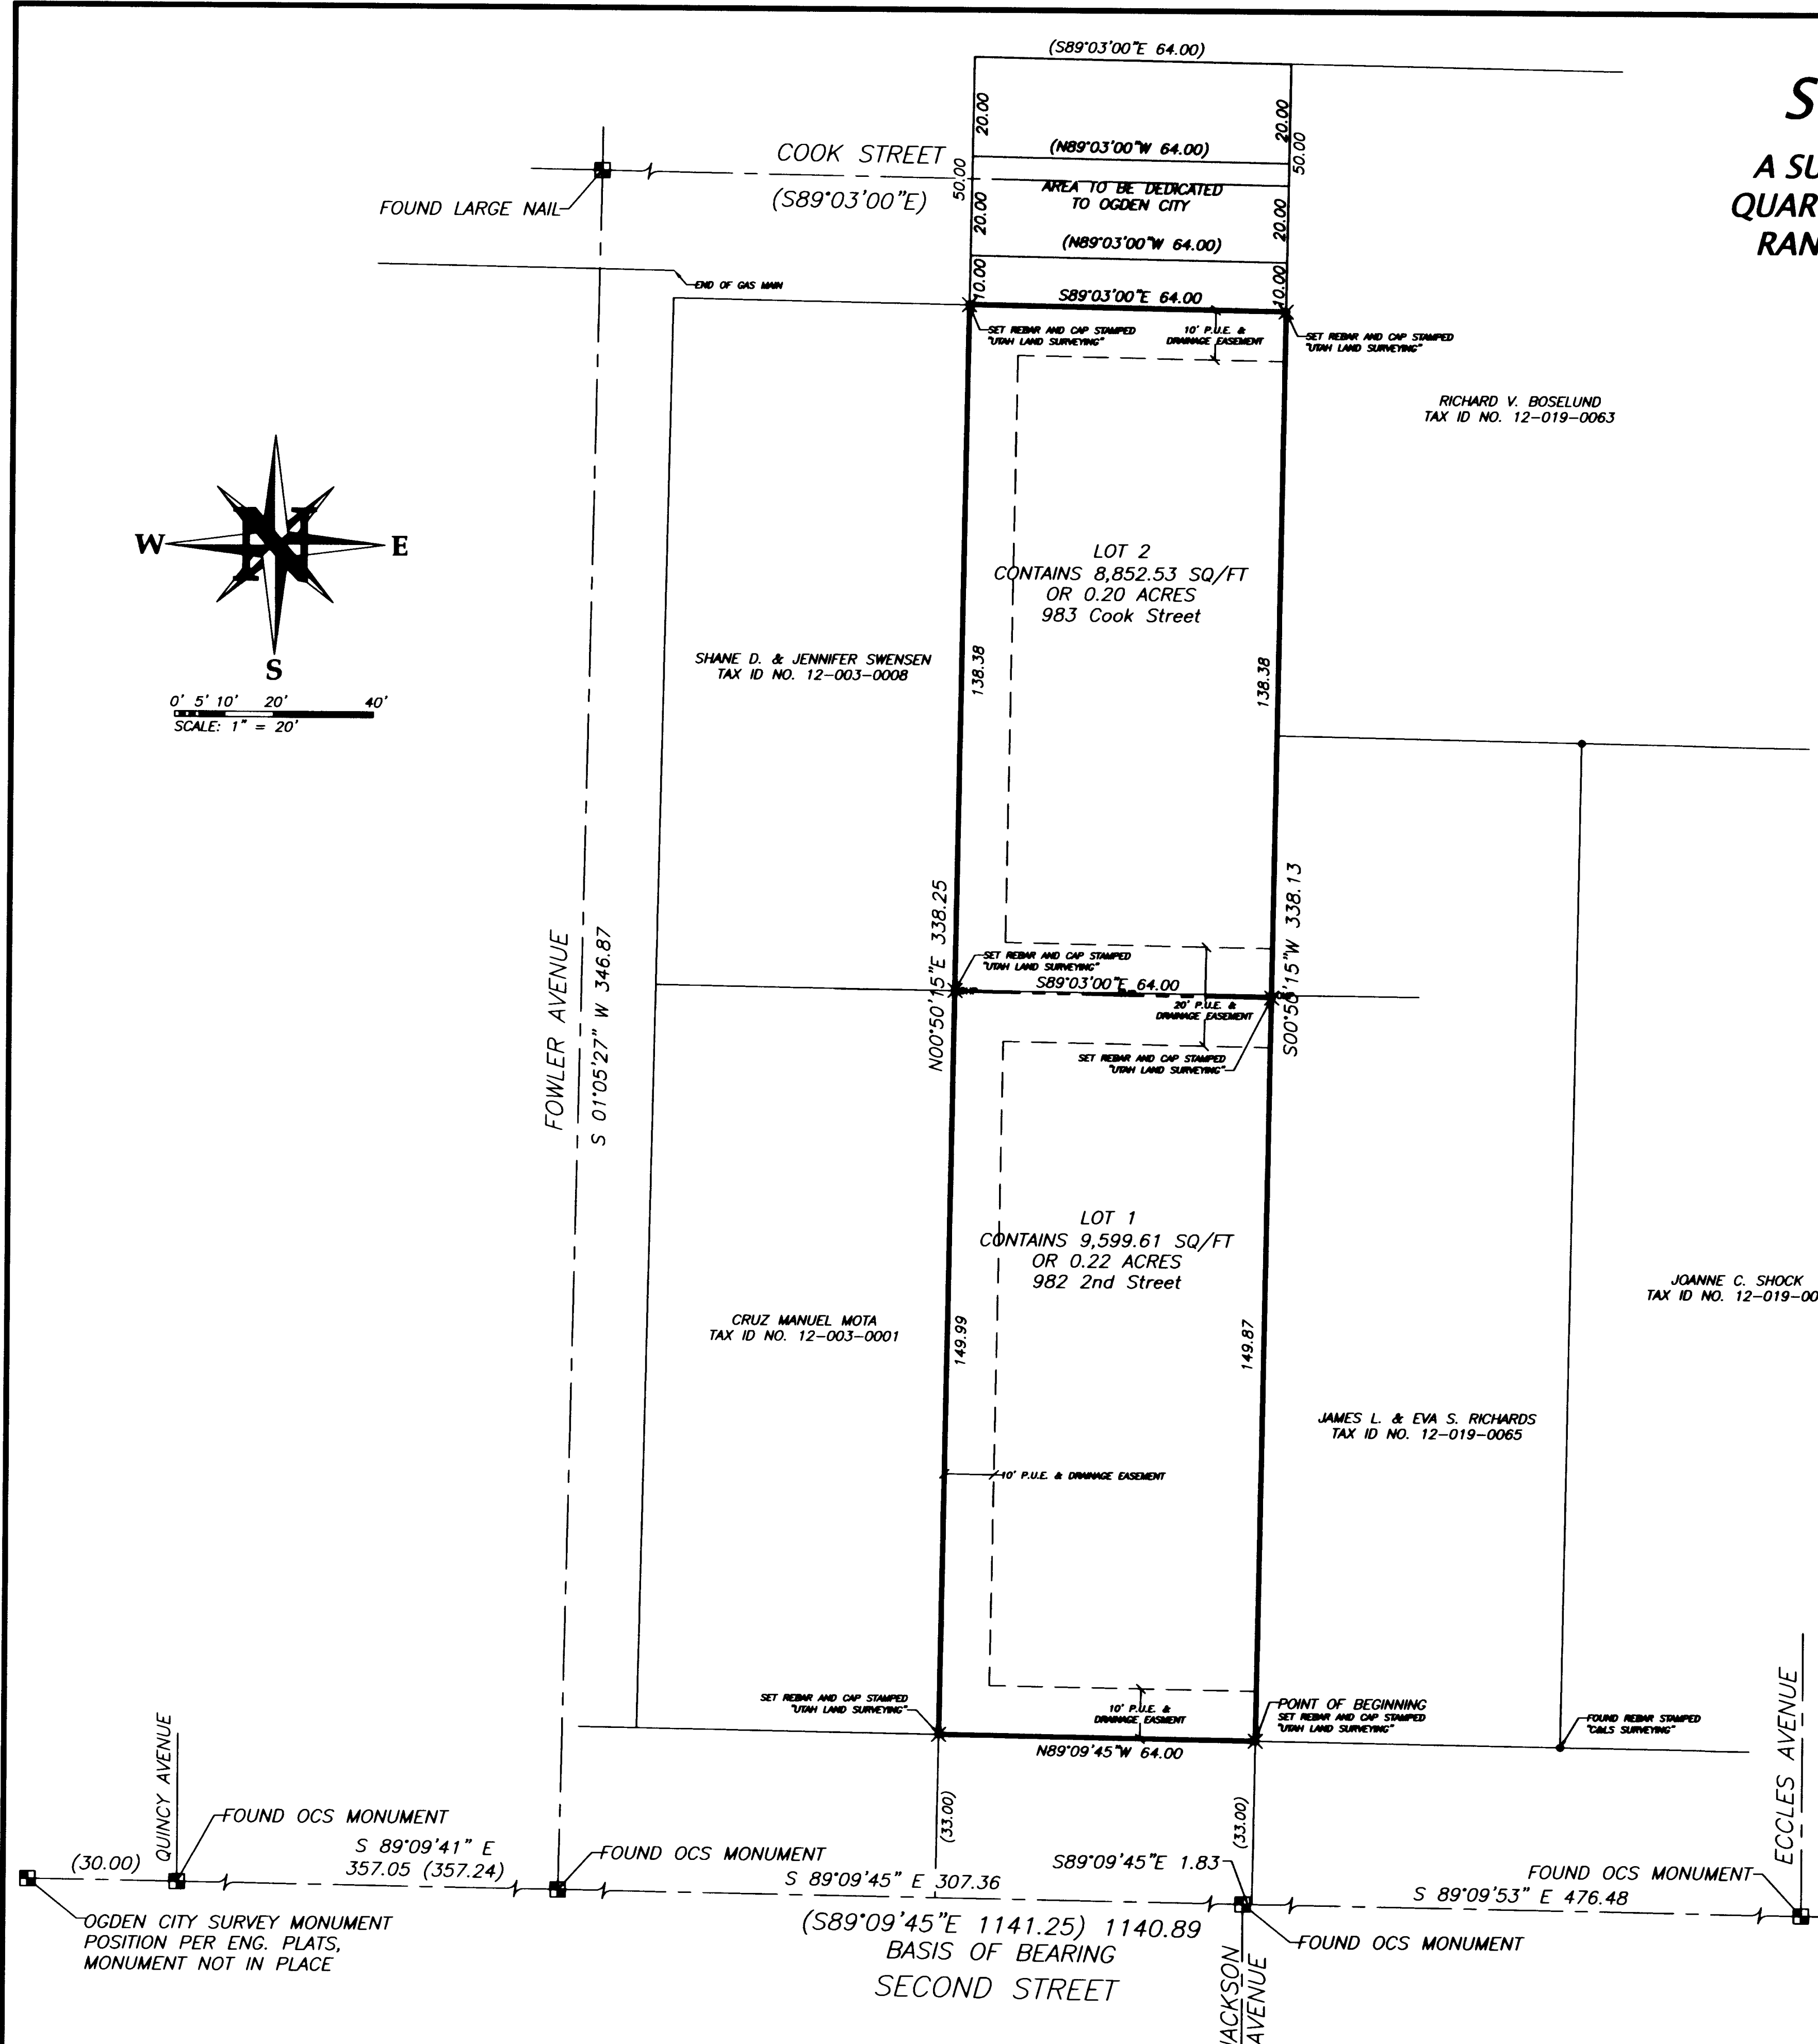 (S89°03'00"E 64.00)
20.00
20.00
50.00
50.00
(N89°03'00"W 64.00)
COOK STREET
(S89°03'00"E)
AREA TO BE DEDICATED
TO OGDEN CITY
20.00
20.00
(N89°03'00"W 64.00)
10.00
10.00
S89°03'00"E 64.00
FOUND LARGE NAIL
END OF GAS MAIN
S
A SU
QUAR
RAN
SET REBAR AND CAP STAMPED
"UTAH LAND SURVEYING"
10' P.U.E. &
DRAINAGE EASEMENT
SET REBAR AND CAP STAMPED
"UTAH LAND SURVEYING"
RICHARD V. BOSELUND
TAX ID NO. 12-019-0063
N
W
E
S
0' 5' 10' 20' 40'
SCALE: 1" = 20'
LOT 2
CONTAINS 8,852.53 SQ/FT
OR 0.20 ACRES
983 Cook Street
SHANE D. & JENNIFER SWENSEN
TAX ID NO. 12-003-0008
138.38
138.38
FOWLER AVENUE
S 01°05'27" W 346.87
N00°50'15"E 338.25
S00°50'15"W 338.13
SET REBAR AND CAP STAMPED
"UTAH LAND SURVEYING"
S89°03'00"E 64.00
20' P.U.E. &
DRAINAGE EASEMENT
SET REBAR AND CAP STAMPED
"UTAH LAND SURVEYING"
LOT 1
CONTAINS 9,599.61 SQ/FT
OR 0.22 ACRES
982 2nd Street
CRUZ MANUEL MOTA
TAX ID NO. 12-003-0001
149.99
149.87
JOANNE C. SHOCK
TAX ID NO. 12-019-00
JAMES L. & EVA S. RICHARDS
TAX ID NO. 12-019-0065
10' P.U.E. & DRAINAGE EASEMENT
SET REBAR AND CAP STAMPED
"UTAH LAND SURVEYING"
10' P.U.E. &
DRAINAGE EASMENT
N89°09'45"W 64.00
POINT OF BEGINNING
SET REBAR AND CAP STAMPED
"UTAH LAND SURVEYING"
FOUND REBAR STAMPED
"C&LS SURVEYING"
QUINCY AVENUE
ECCLES AVENUE
(33.00)
(33.00)
FOUND OCS MONUMENT
(30.00)
S 89°09'41" E
357.05 (357.24)
FOUND OCS MONUMENT
S 89°09'45" E 307.36
S89°09'45"E 1.83
FOUND OCS MONUMENT
S 89°09'53" E 476.48
OGDEN CITY SURVEY MONUMENT
POSITION PER ENG. PLATS,
MONUMENT NOT IN PLACE
(S89°09'45"E 1141.25) 1140.89
BASIS OF BEARING
SECOND STREET
FOUND OCS MONUMENT
JACKSON
AVENUE